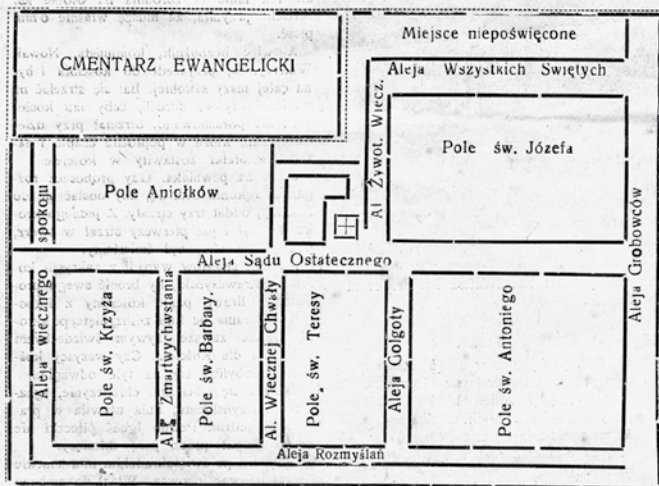 CMENTARZ EWANGELICKI
Miejsce niepoświęcone
Aleja Wszystkich Świętych
Al. Żywot. Wiecz.
Pole św. Józefa
Pole Aniołków
Aleja Grobowców
Aleja Sądu Ostatecznego
Aleja wiecznego spokoju
Pole św. Krzyża
Al. Zmartwychwstania
Pole św. Barbary
Al. Wiecznej Chwały
Pole św. Teresy
Aleja Golgoty
Pole św. Antoniego
Aleja Rozmyślań